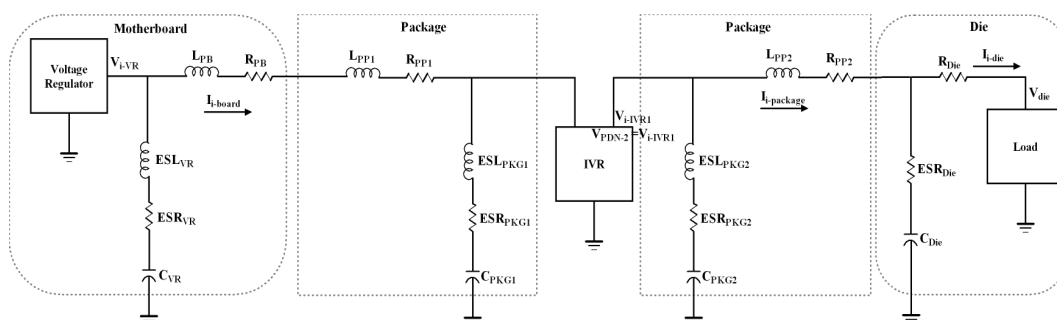 Motherboard
Package
Package
Die
Voltage
Regulator
V_i-VR
L_PB
R_PB
I_i-board
ESL_VR
ESR_VR
C_VR
L_PP1
R_PP1
ESL_PKG1
ESR_PKG1
C_PKG1
V_i-IVR1
V_PDN-2=V_i-IVR1
IVR
L_PP2
R_PP2
I_i-package
ESL_PKG2
ESR_PKG2
C_PKG2
R_Die
I_i-die
V_die
Load
ESR_Die
C_Die